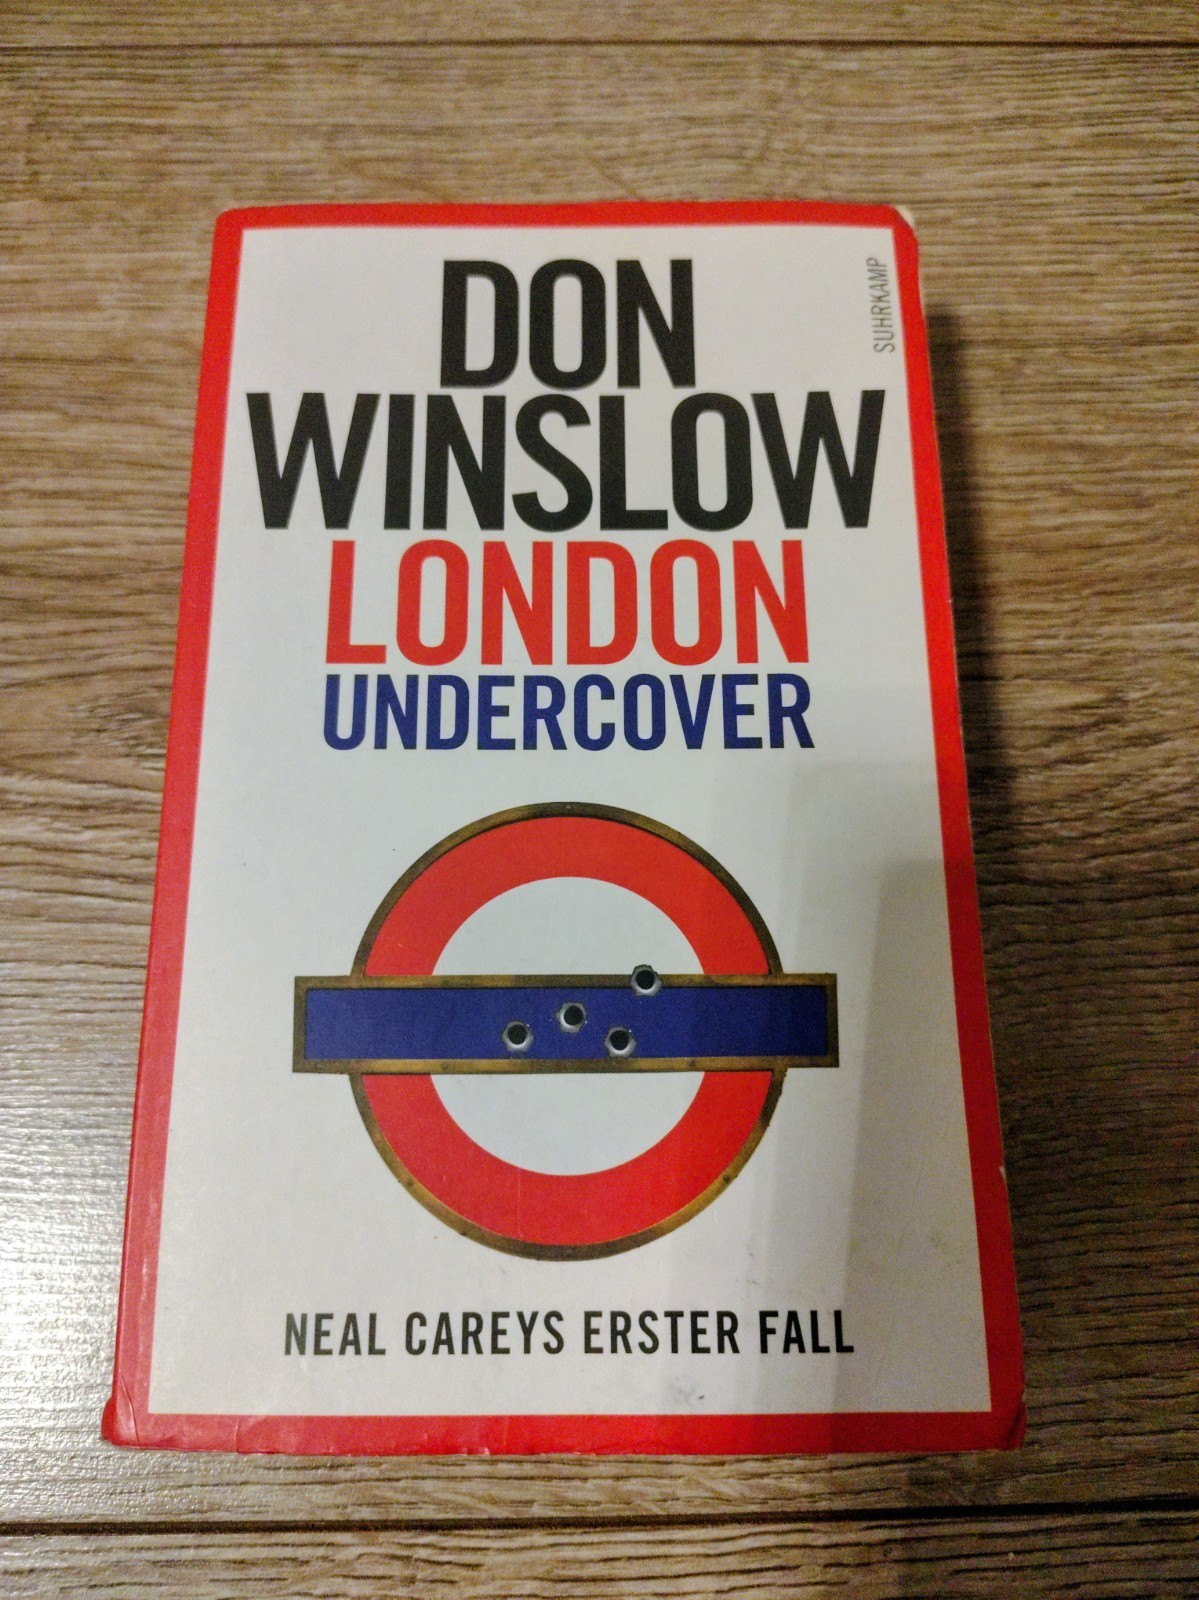 DON
WINSLOW
LONDON
UNDERCOVER
SUHRKAMP
NEAL CAREYS ERSTER FALL